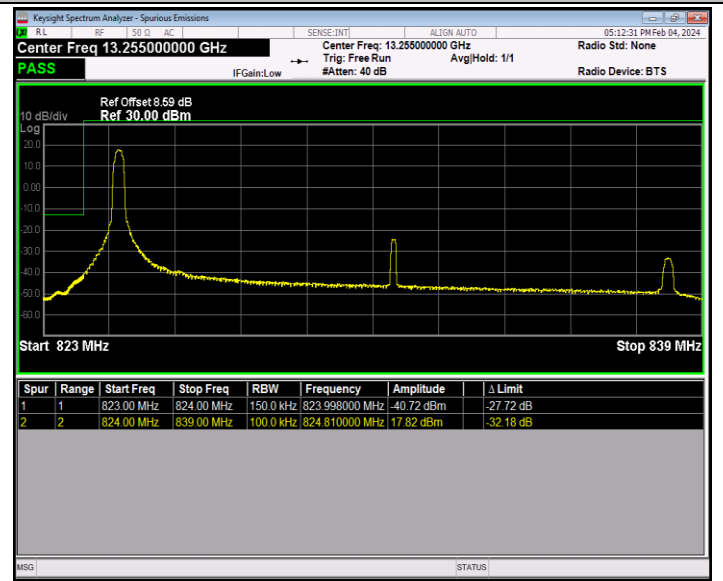 Keysight Spectrum Analyzer - Spurious Emissions
RL RF 50 Ω AC SENSE:INT ALIGN AUTO 05:12:31 PM Feb 04, 2024
Center Freq 13.255000000 GHz Center Freq: 13.255000000 GHz Radio Std: None
Trig: Free Run Avg|Hold: 1/1
PASS IFGain:Low #Atten: 40 dB Radio Device: BTS
Ref Offset 8.59 dB
10 dB/div Ref 30.00 dBm
Log
20.0
10.0
0.00
-10.0
-20.0
-30.0
-40.0
-50.0
-60.0
Start 823 MHz Stop 839 MHz
Spur Range Start Freq Stop Freq RBW Frequency Amplitude Δ Limit
1 1 823.00 MHz 824.00 MHz 150.0 kHz 823.998000 MHz -40.72 dBm -27.72 dB
2 2 824.00 MHz 839.00 MHz 100.0 kHz 824.810000 MHz 17.82 dBm -32.18 dB
MSG STATUS